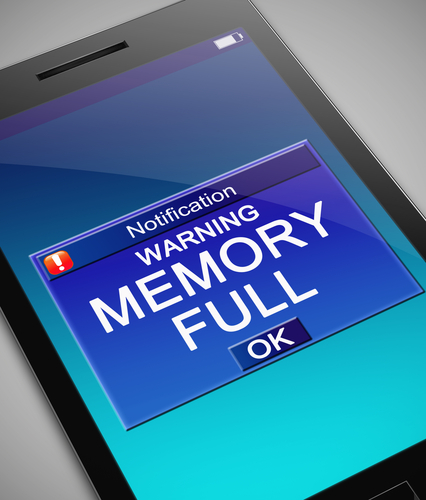 Notification
WARNING
MEMORY
FULL
OK